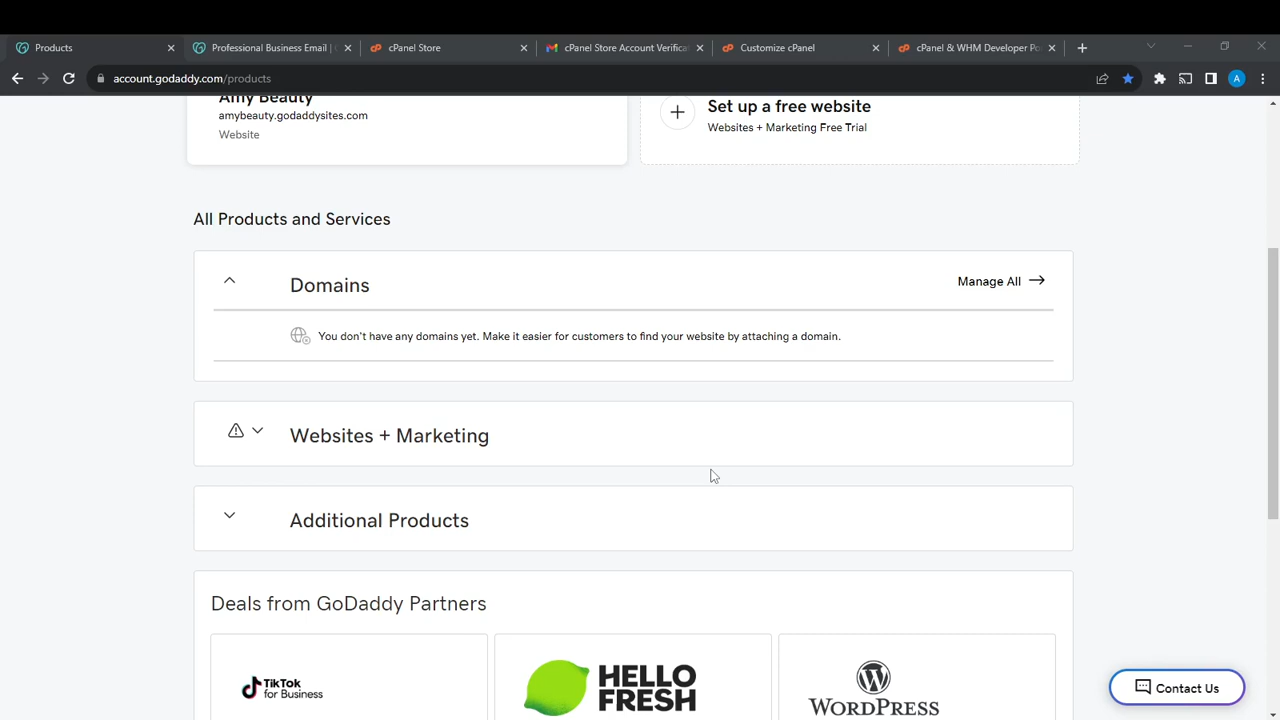 Products
Professional Business Email |
cPanel Store
cPanel Store Account Verifica
Customize cPanel
cPanel & WHM Developer Po
account.godaddy.com/products
A
Amy Beauty
amybeauty.godaddysites.com
Website
Set up a free website
Websites + Marketing Free Trial
All Products and Services
Domains
Manage All
You don't have any domains yet. Make it easier for customers to find your website by attaching a domain.
Websites + Marketing
Additional Products
Deals from GoDaddy Partners
TikTok
for Business
HELLO
FRESH
WORDPRESS
Contact Us